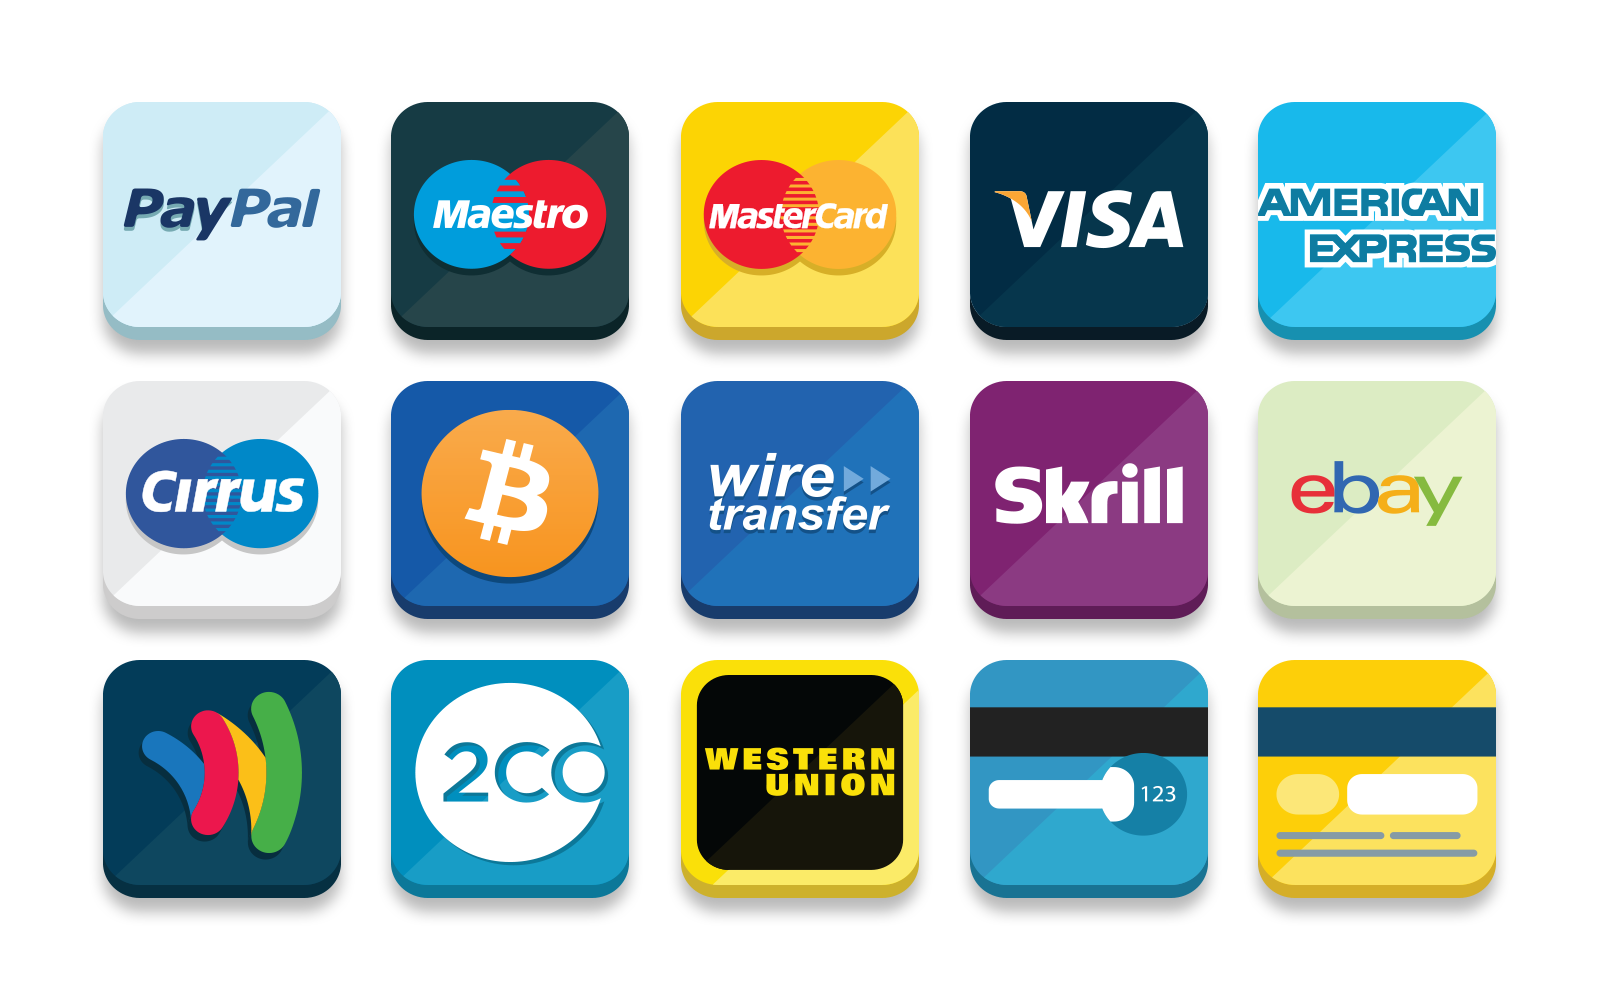 PayPal
Maestro
MasterCard
VISA
AMERICAN
EXPRESS
Cirrus
wire
transfer
Skrill
ebay
2CO
WESTERN
UNION
123